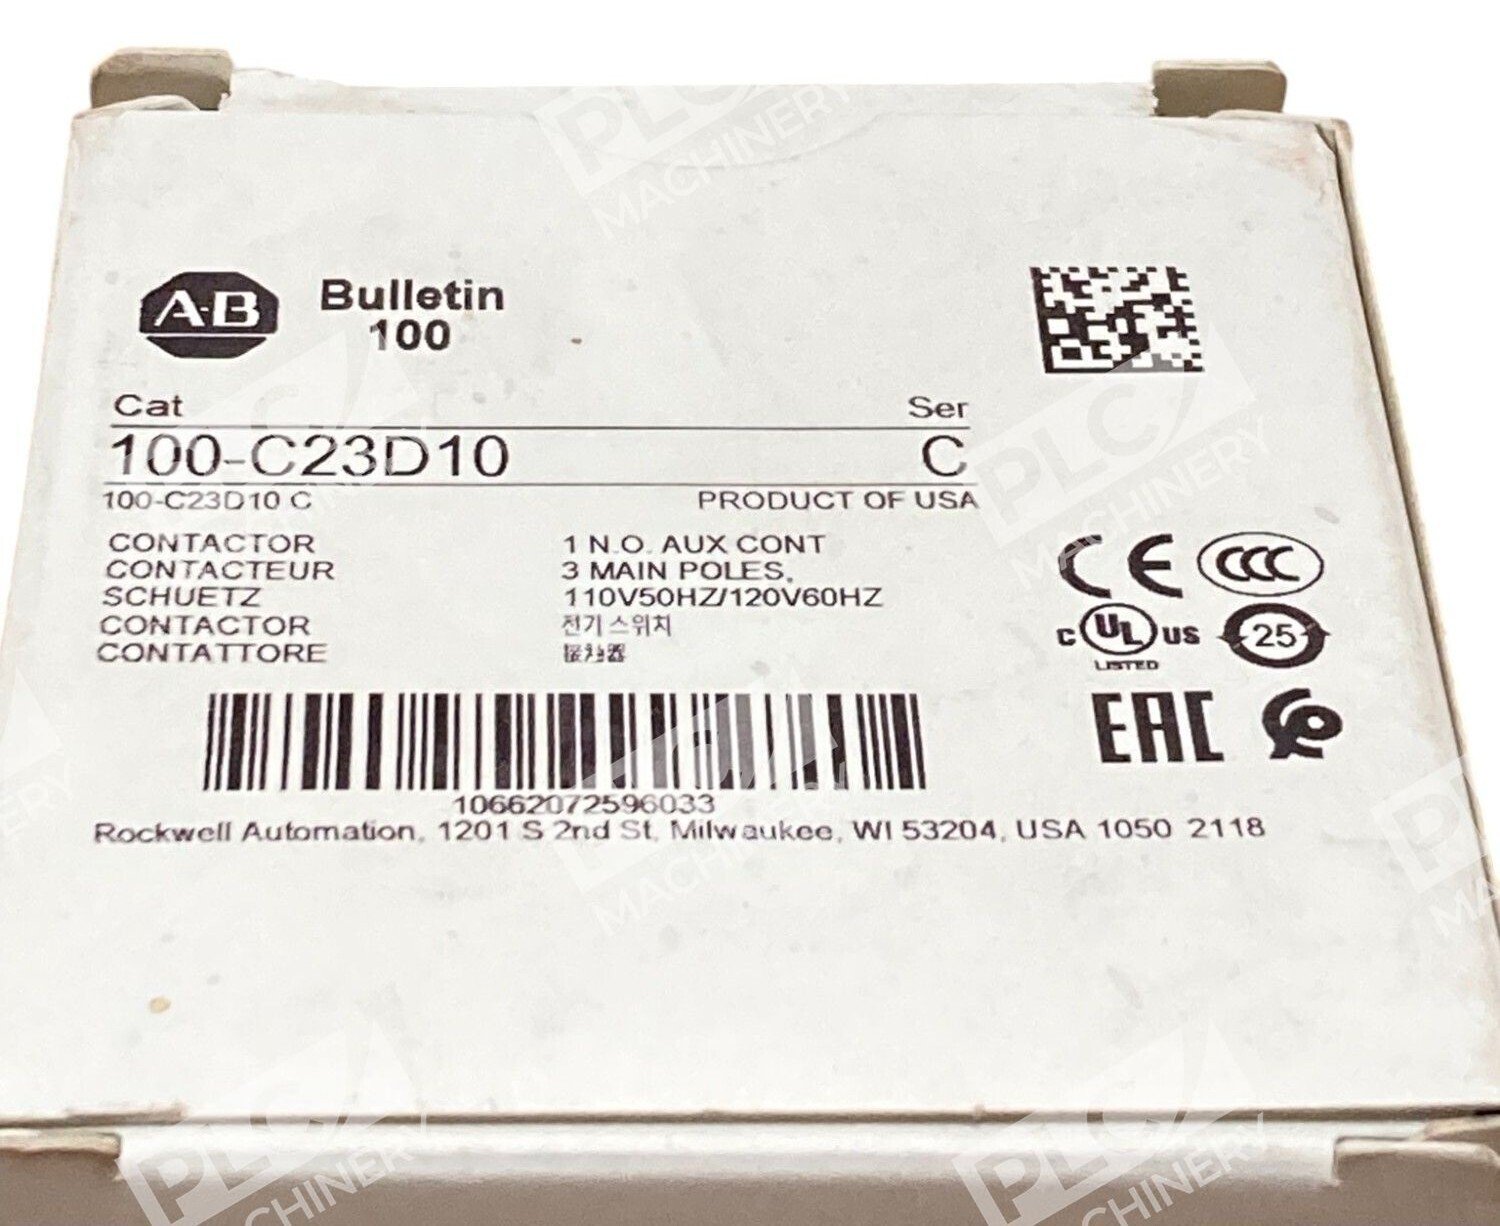 A-B Bulletin
100
Cat Ser
100-C23D10 C
100-C23D10 C PRODUCT OF USA
CONTACTOR 1 N.O. AUX CONT
CONTACTEUR 3 MAIN POLES,
SCHUETZ 110V50HZ/120V60HZ
CONTACTOR 전기 스위치
CONTATTORE
CE CCC
C UL US 25
LISTED
EAC
10662072596033
Rockwell Automation, 1201 S 2nd St, Milwaukee, WI 53204, USA 1050 2118
PLC
MACHINERY